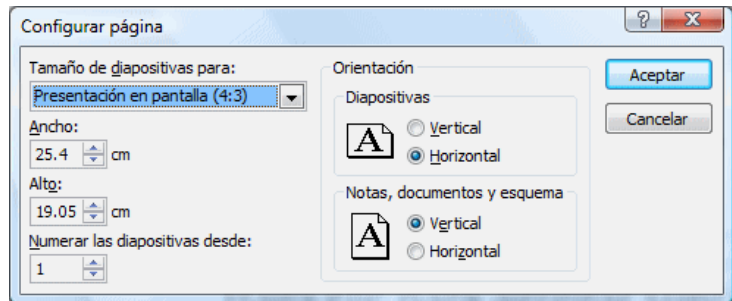 Configurar página
Tamaño de diapositivas para:
Presentación en pantalla (4:3)
Ancho:
25.4 cm
Alto:
19.05 cm
Numerar las diapositivas desde:
1
Orientación
Diapositivas
A
Vertical
Horizontal
Notas, documentos y esquema
A
Vertical
Horizontal
Aceptar
Cancelar